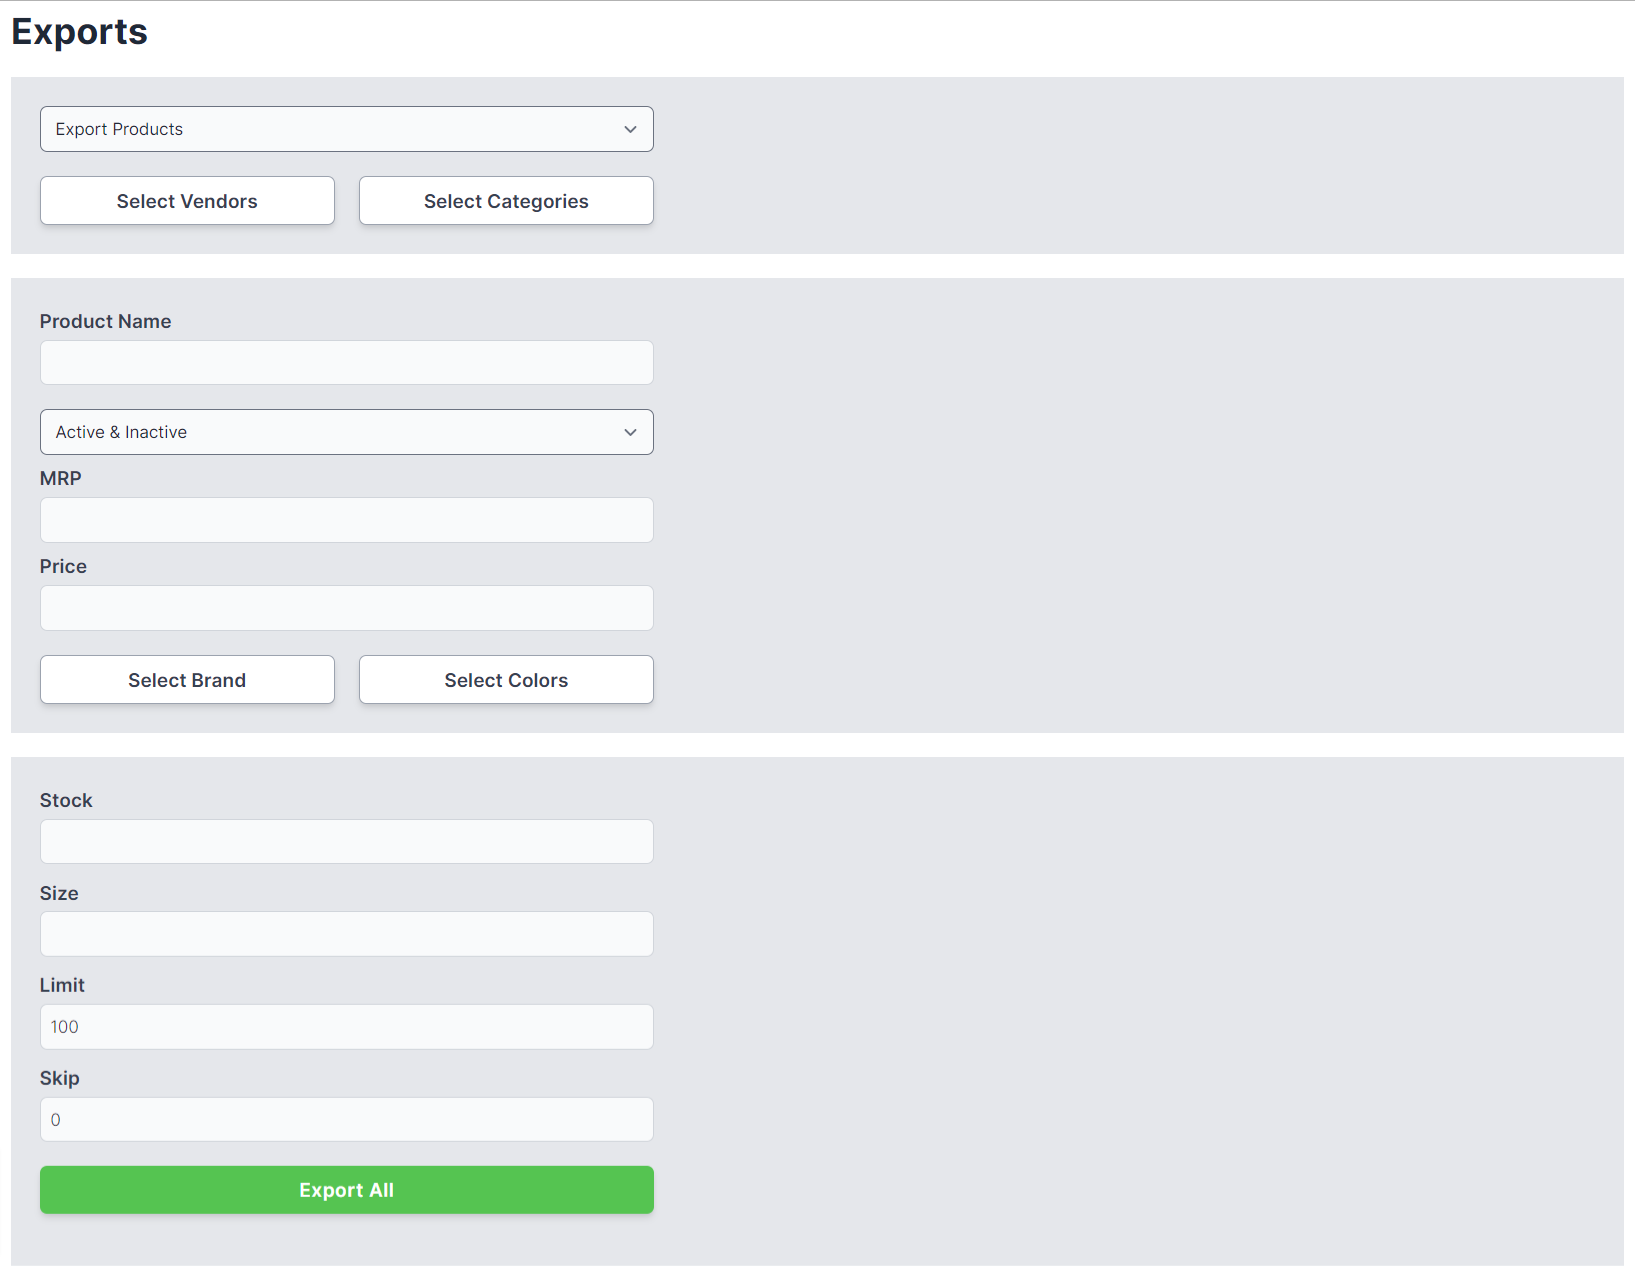 Exports
Export Products
Select Vendors
Select Categories
Product Name
Active & Inactive
MRP
Price
Select Brand
Select Colors
Stock
Size
Limit
100
Skip
0
Export All